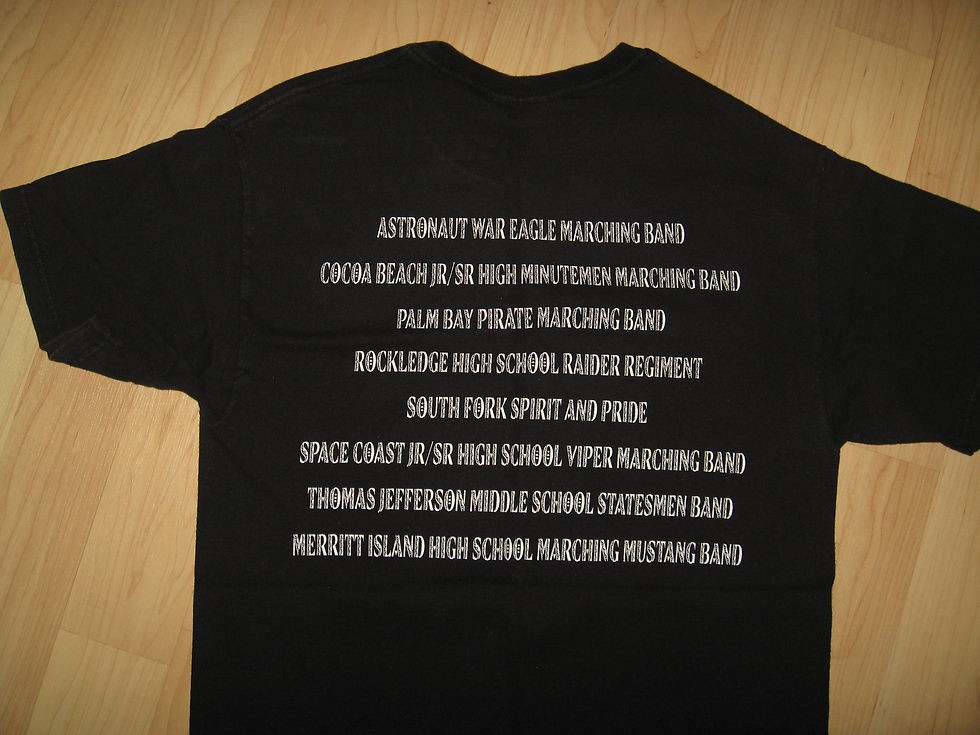 ASTRONAUT WAR EAGLE MARCHING BAND
COCOA BEACH JR/SR HIGH MINUTEMEN MARCHING BAND
PALM BAY PIRATE MARCHING BAND
ROCKLEDGE HIGH SCHOOL RAIDER REGIMENT
SOUTH FORK SPIRIT AND PRIDE
SPACE COAST JR/SR HIGH SCHOOL VIPER MARCHING BAND
THOMAS JEFFERSON MIDDLE SCHOOL STATESMEN BAND
MERRITT ISLAND HIGH SCHOOL MARCHING MUSTANG BAND